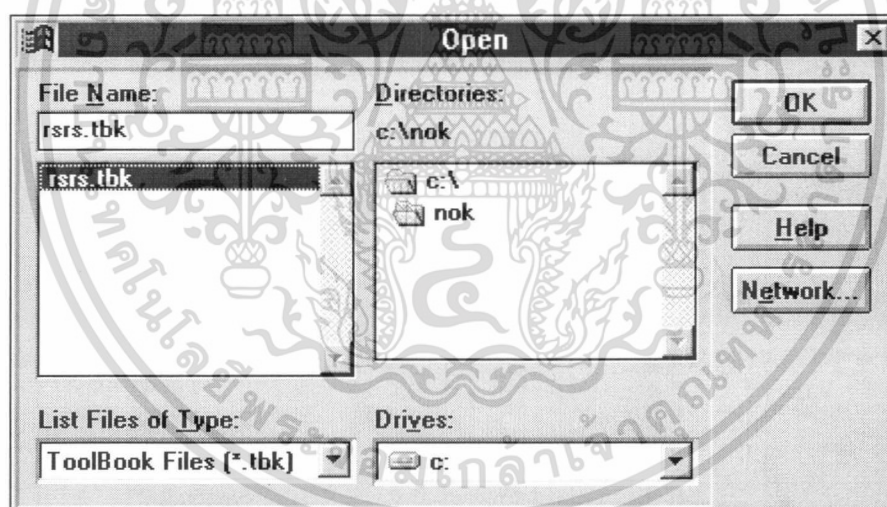 Open
File Name:
rsrs.tbk
rsrs.tbk
Directories:
c:\nok
c:\
nok
OK
Cancel
Help
Network...
List Files of Type:
ToolBook Files (*.tbk)
Drives:
c: